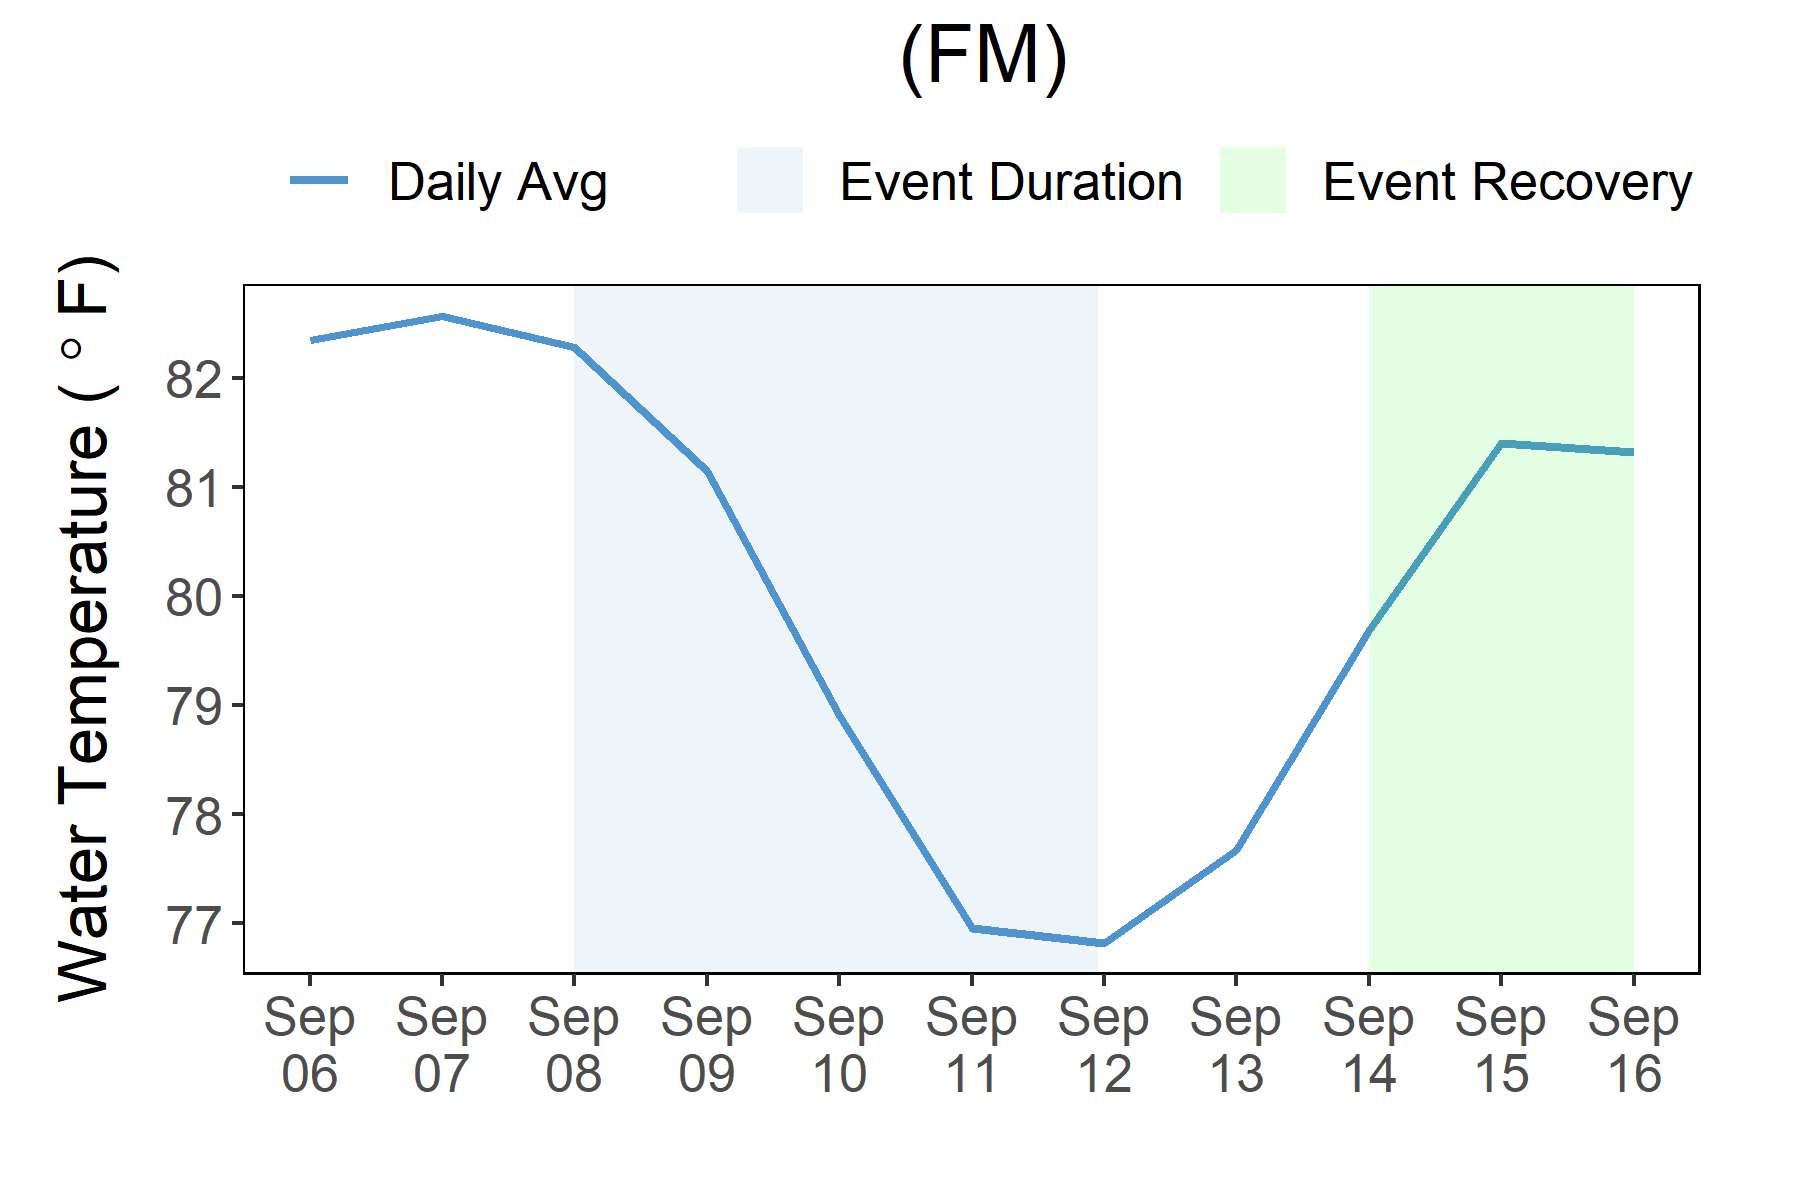 (FM)
Daily Avg
Event Duration
Event Recovery
Water Temperature ( ° F)
82
81
80
79
78
77
Sep 06
Sep 07
Sep 08
Sep 09
Sep 10
Sep 11
Sep 12
Sep 13
Sep 14
Sep 15
Sep 16